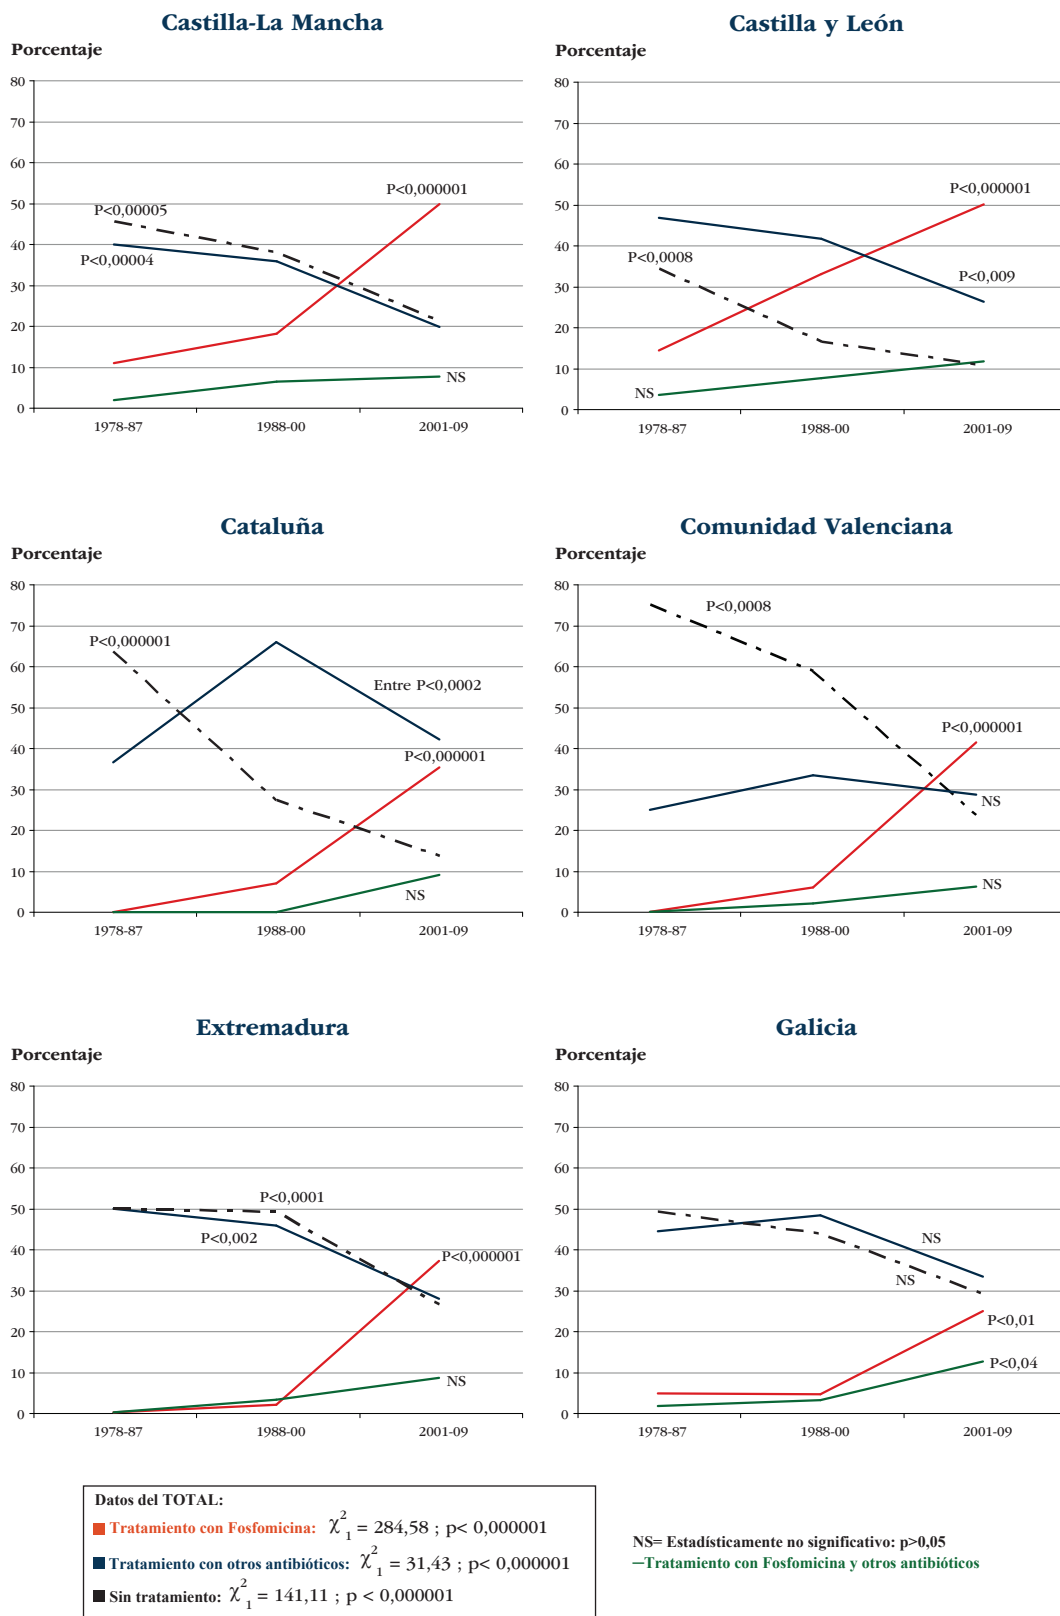 Castilla-La Mancha
Porcentaje
80
70
60
50
40
30
20
10
0
P<0,00005
P<0,00004
P<0,000001
NS
1978-87 1988-00 2001-09
Castilla y León
Porcentaje
80
70
60
50
40
30
20
10
0
P<0,0008
P<0,000001
P<0,009
NS
1978-87 1988-00 2001-09
Cataluña
Porcentaje
80
70
60
50
40
30
20
10
0
P<0,000001
Entre P<0,0002
P<0,000001
NS
1978-87 1988-00 2001-09
Comunidad Valenciana
Porcentaje
80
70
60
50
40
30
20
10
0
P<0,0008
P<0,000001
NS
NS
1978-87 1988-00 2001-09
Extremadura
Porcentaje
80
70
60
50
40
30
20
10
0
P<0,0001
P<0,002
P<0,000001
NS
1978-87 1988-00 2001-09
Galicia
Porcentaje
80
70
60
50
40
30
20
10
0
NS
NS
P<0,01
P<0,04
1978-87 1988-00 2001-09
Datos del TOTAL:
Tratamiento con Fosfomicina: χ²₁ = 284,58 ; p< 0,000001
Tratamiento con otros antibióticos: χ²₁ = 31,43 ; p< 0,000001
Sin tratamiento: χ²₁ = 141,11 ; p < 0,000001
NS= Estadísticamente no significativo: p>0,05
Tratamiento con Fosfomicina y otros antibióticos